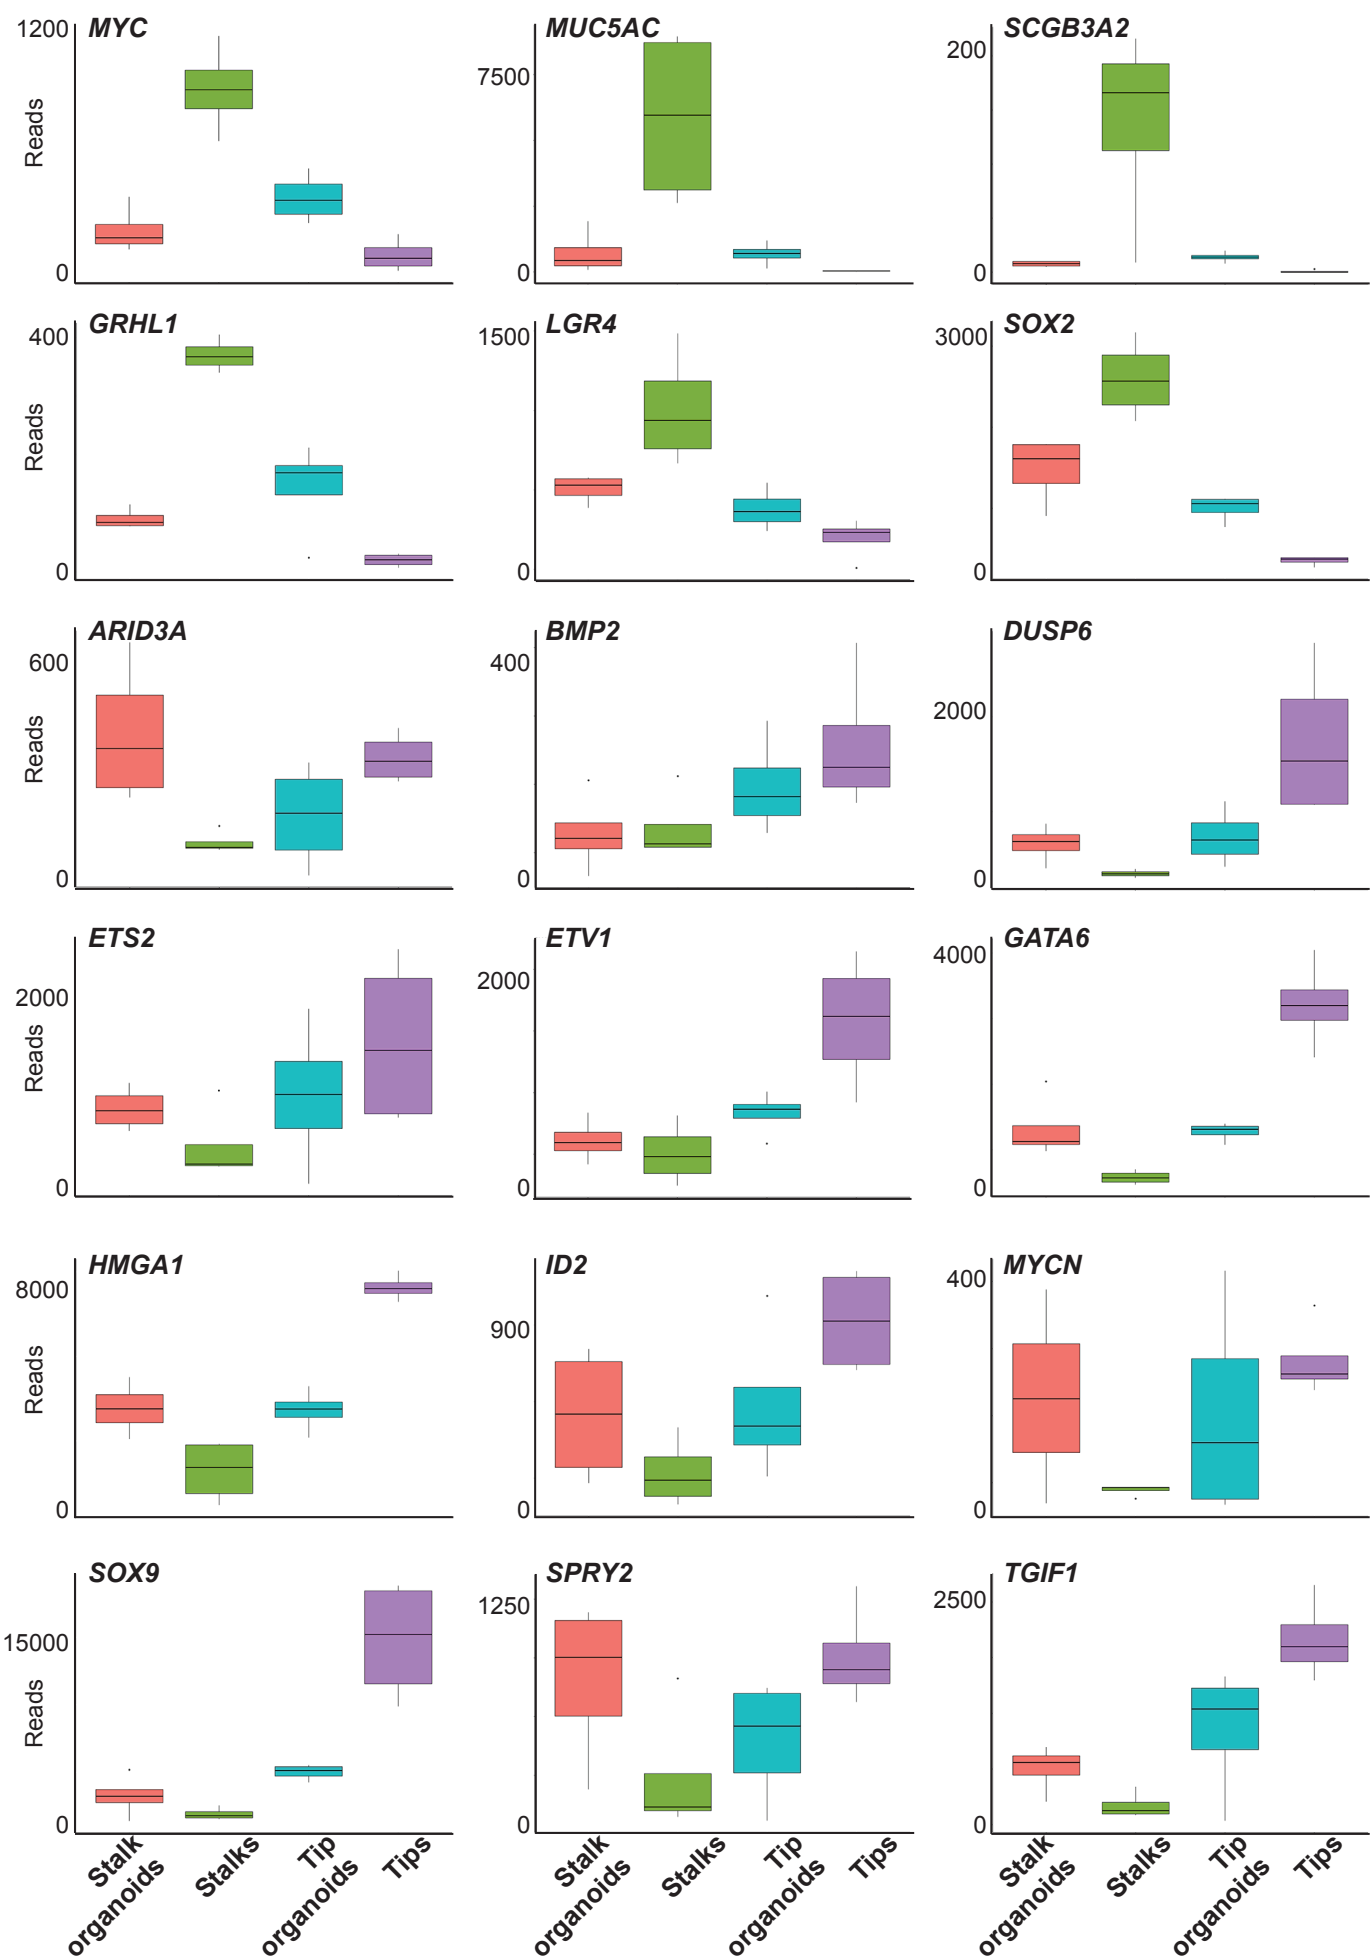 MYC
MUC5AC
SCGB3A2
1200
7500
200
Reads
0
0
0
GRHL1
LGR4
SOX2
400
1500
3000
Reads
0
0
0
ARID3A
BMP2
DUSP6
600
400
2000
Reads
0
0
0
ETS2
ETV1
GATA6
2000
2000
4000
Reads
0
0
0
HMGA1
ID2
MYCN
8000
900
400
Reads
0
0
0
SOX9
SPRY2
TGIF1
15000
1250
2500
Reads
0
0
0
Stalk
organoids
Stalks
Tip
organoids
Tips
Stalk
organoids
Stalks
Tip
organoids
Tips
Stalk
organoids
Stalks
Tip
organoids
Tips